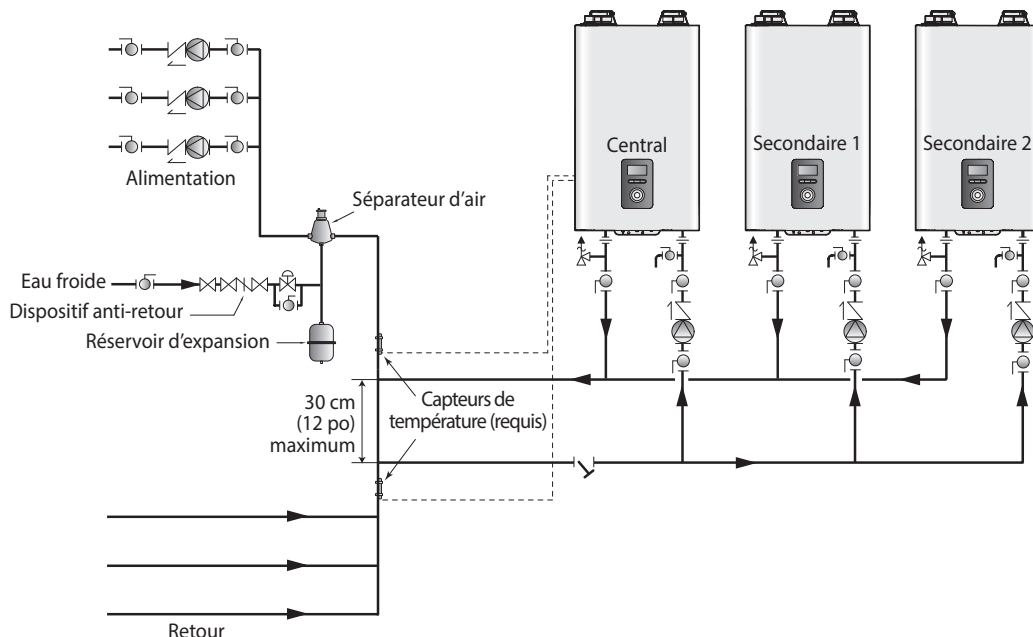 Central
Secondaire 1
Secondaire 2
Alimentation
Séparateur d'air
Eau froide
Dispositif anti-retour
Réservoir d'expansion
30 cm
(12 po)
maximum
Capteurs de
température (requis)
Retour